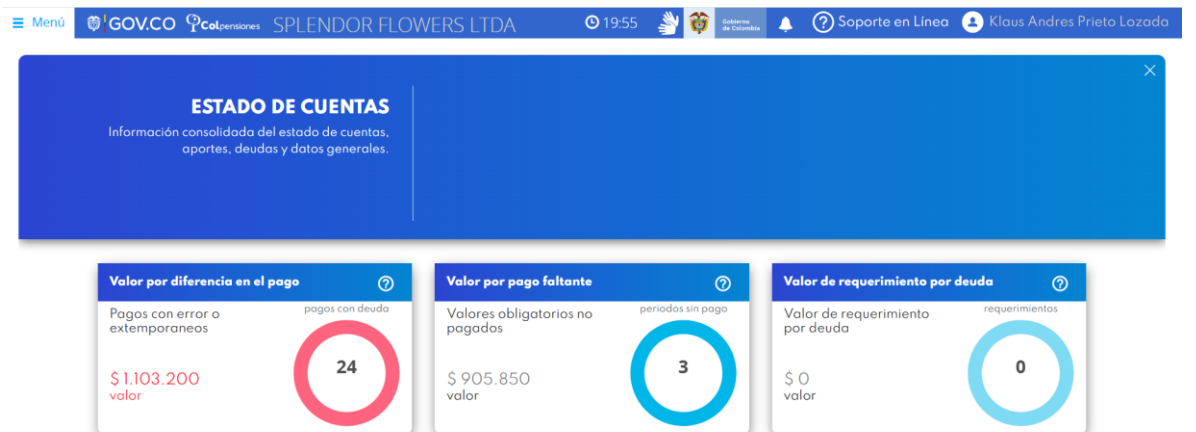 Menú GOV.CO Colpensiones SPLENDOR FLOWERS LTDA 19:55 Gobierno de Colombia Soporte en Línea Klaus Andres Prieto Lozada
ESTADO DE CUENTAS
Información consolidada del estado de cuentas,
aportes, deudas y datos generales.
Valor por diferencia en el pago
Pagos con error o
extemporaneos
pagos con deuda
24
$ 1.103.200
valor
Valor por pago faltante
Valores obligatorios no
pagados
periodos sin pago
3
$ 905.850
valor
Valor de requerimiento por deuda
Valor de requerimiento
por deuda
requerimientos
0
$ 0
valor